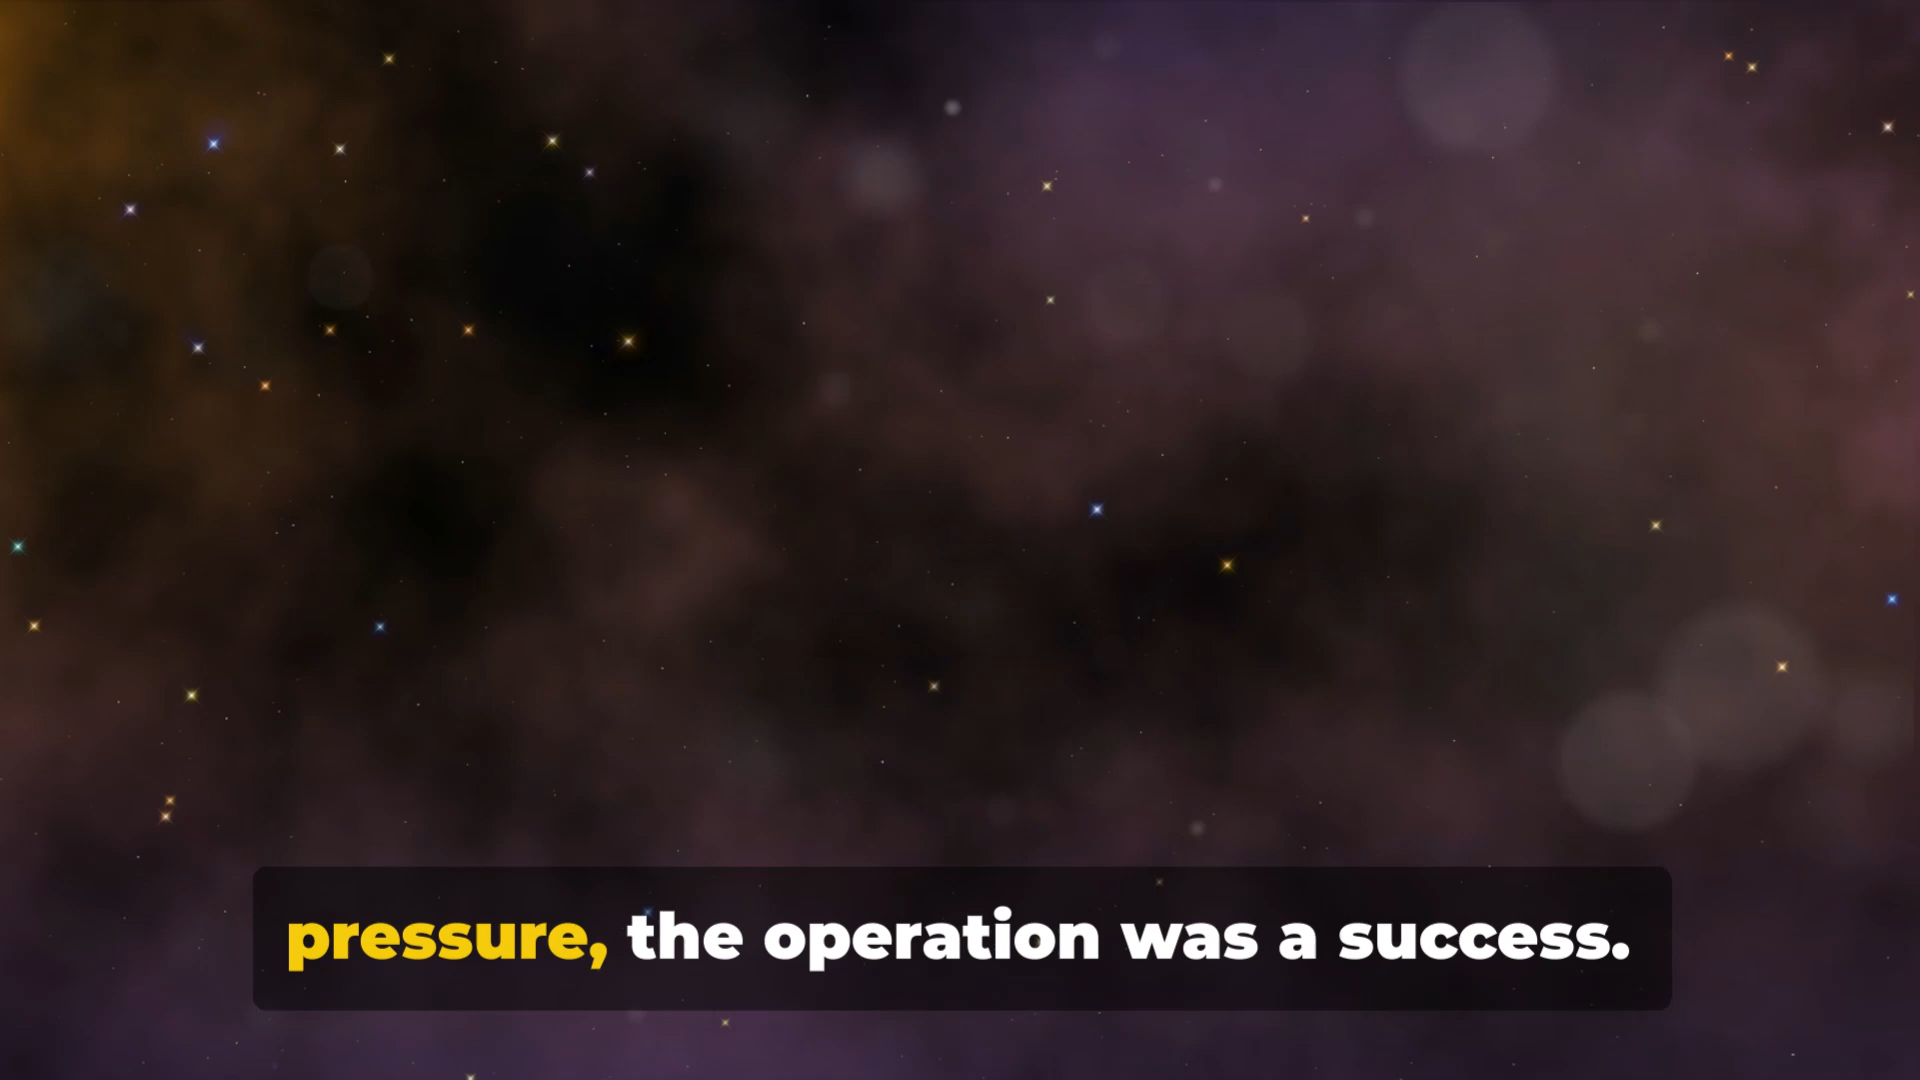 pressure, the operation was a success.